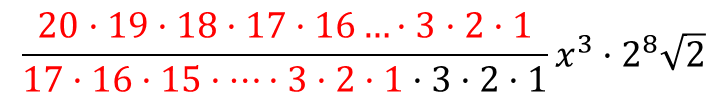 20 · 19 · 18 · 17 · 16 … · 3 · 2 · 1
17 · 16 · 15 · ⋯ · 3 · 2 · 1 · 3 · 2 · 1
x³ · 2⁸√2